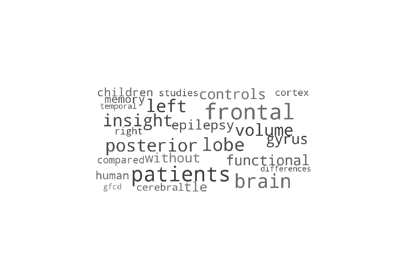 children studies controls cortex
memory
temporal left frontal
insight epilepsy volume
right gyrus
posterior lobe
compared without functional
differences
human patients brain
gfcd cerebral tle